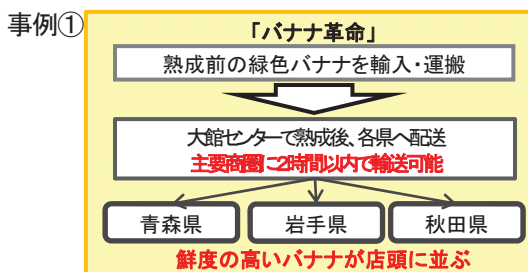 事例①
「バナナ革命」
熟成前の緑色バナナを輸入・運搬
大館センターで熟成後、各県へ配送
主要商圏に2時間以内で輸送可能
青森県 岩手県 秋田県
鮮度の高いバナナが店頭に並ぶ